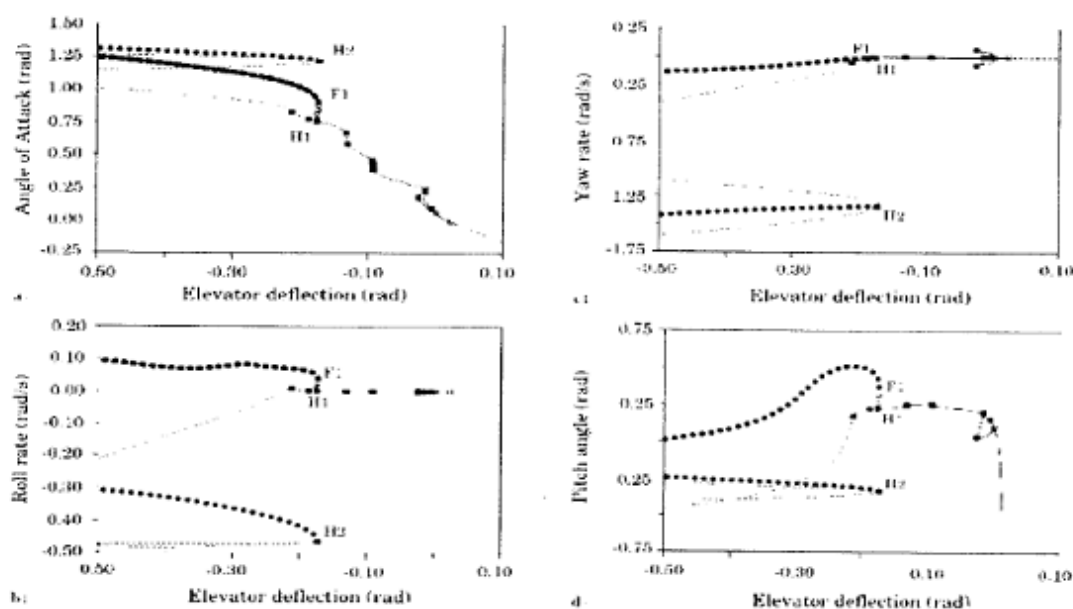 1.50
1.25
1.00
0.75
0.50
0.25
0.00
-0.25
Angle of Attack (rad)
H2
F1
H1
0.50
-0.30
-0.10
0.10
Elevator deflection (rad)
0.25
0.25
0.75
1.25
-1.75
Yaw rate (rad/s)
F1
H1
H2
-0.50
0.30
-0.10
0.10
Elevator deflection (rad)
c)
0.20
0.10
0.00
-0.10
-0.20
-0.30
-0.40
-0.50
Roll rate (rad/s)
H1
H2
0.50
-0.30
-0.10
0.10
Elevator deflection (rad)
b)
0.75
0.25
0.25
-0.75
Pitch angle (rad)
H2
-0.50
-0.30
0.10
0.10
Elevator deflection (rad)
d